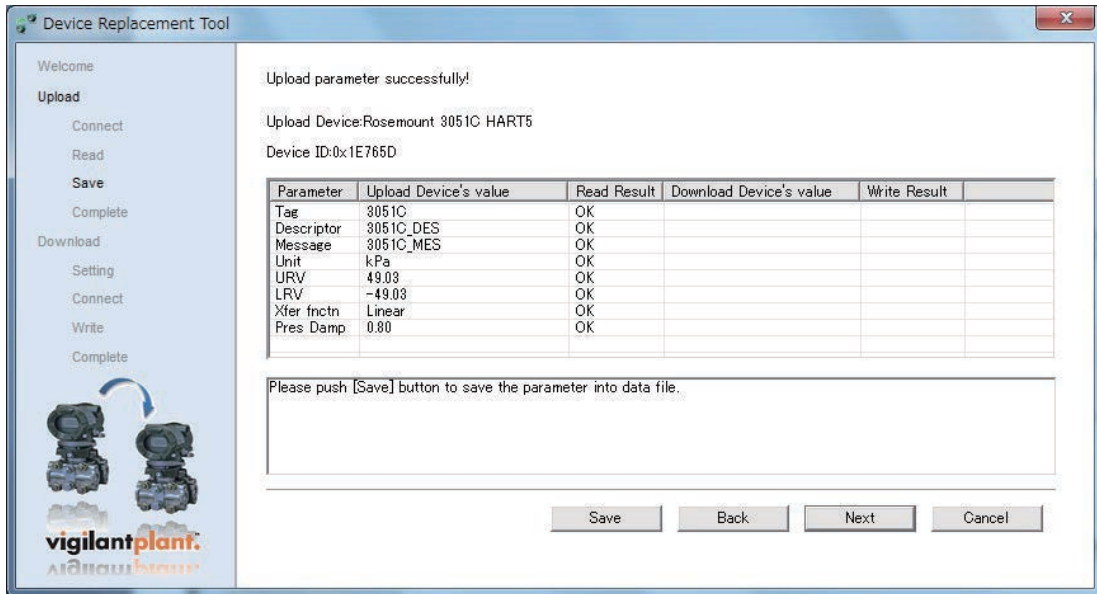 Device Replacement Tool
Welcome
Upload
Connect
Read
Save
Complete
Download
Setting
Connect
Write
Complete
vigilantplant.
Upload parameter successfully!
Upload Device:Rosemount 3051C HART5
Device ID:0x1E765D
Parameter Upload Device's value Read Result Download Device's value Write Result
Tag 3051C OK
Descriptor 3051C_DES OK
Message 3051C_MES OK
Unit kPa OK
URV 49.03 OK
LRV -49.03 OK
Xfer fnctn Linear OK
Pres Damp 0.80 OK
Please push [Save] button to save the parameter into data file.
Save Back Next Cancel